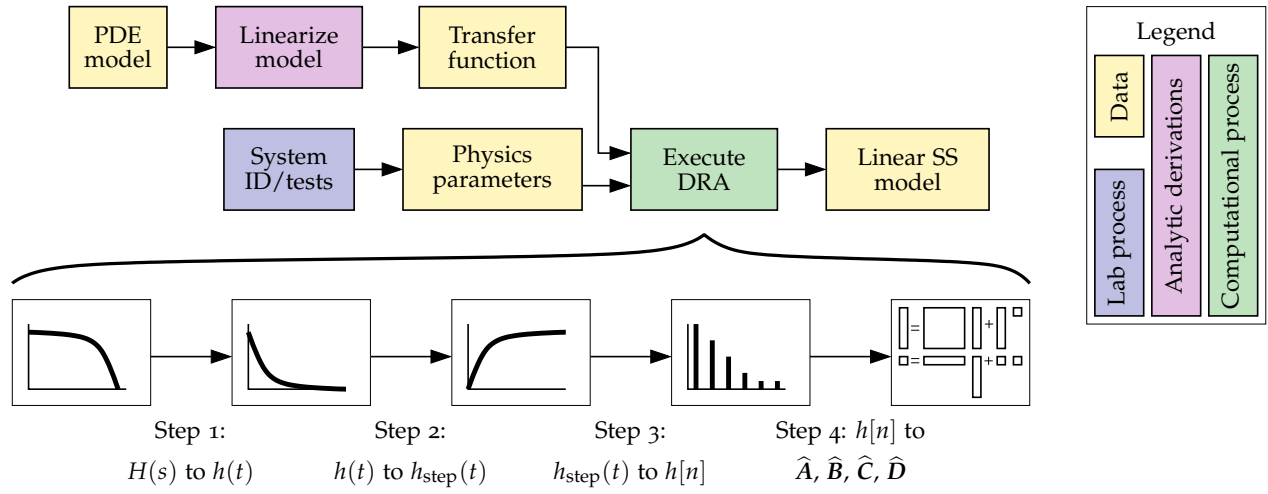 PDE
model
Linearize
model
Transfer
function
System
ID/tests
Physics
parameters
Execute
DRA
Linear SS
model
Legend
Data
Lab process
Analytic derivations
Computational process
= +
= +
Step 1:
H(s) to h(t)
Step 2:
h(t) to h_step(t)
Step 3:
h_step(t) to h[n]
Step 4: h[n] to
Â, B̂, Ĉ, D̂